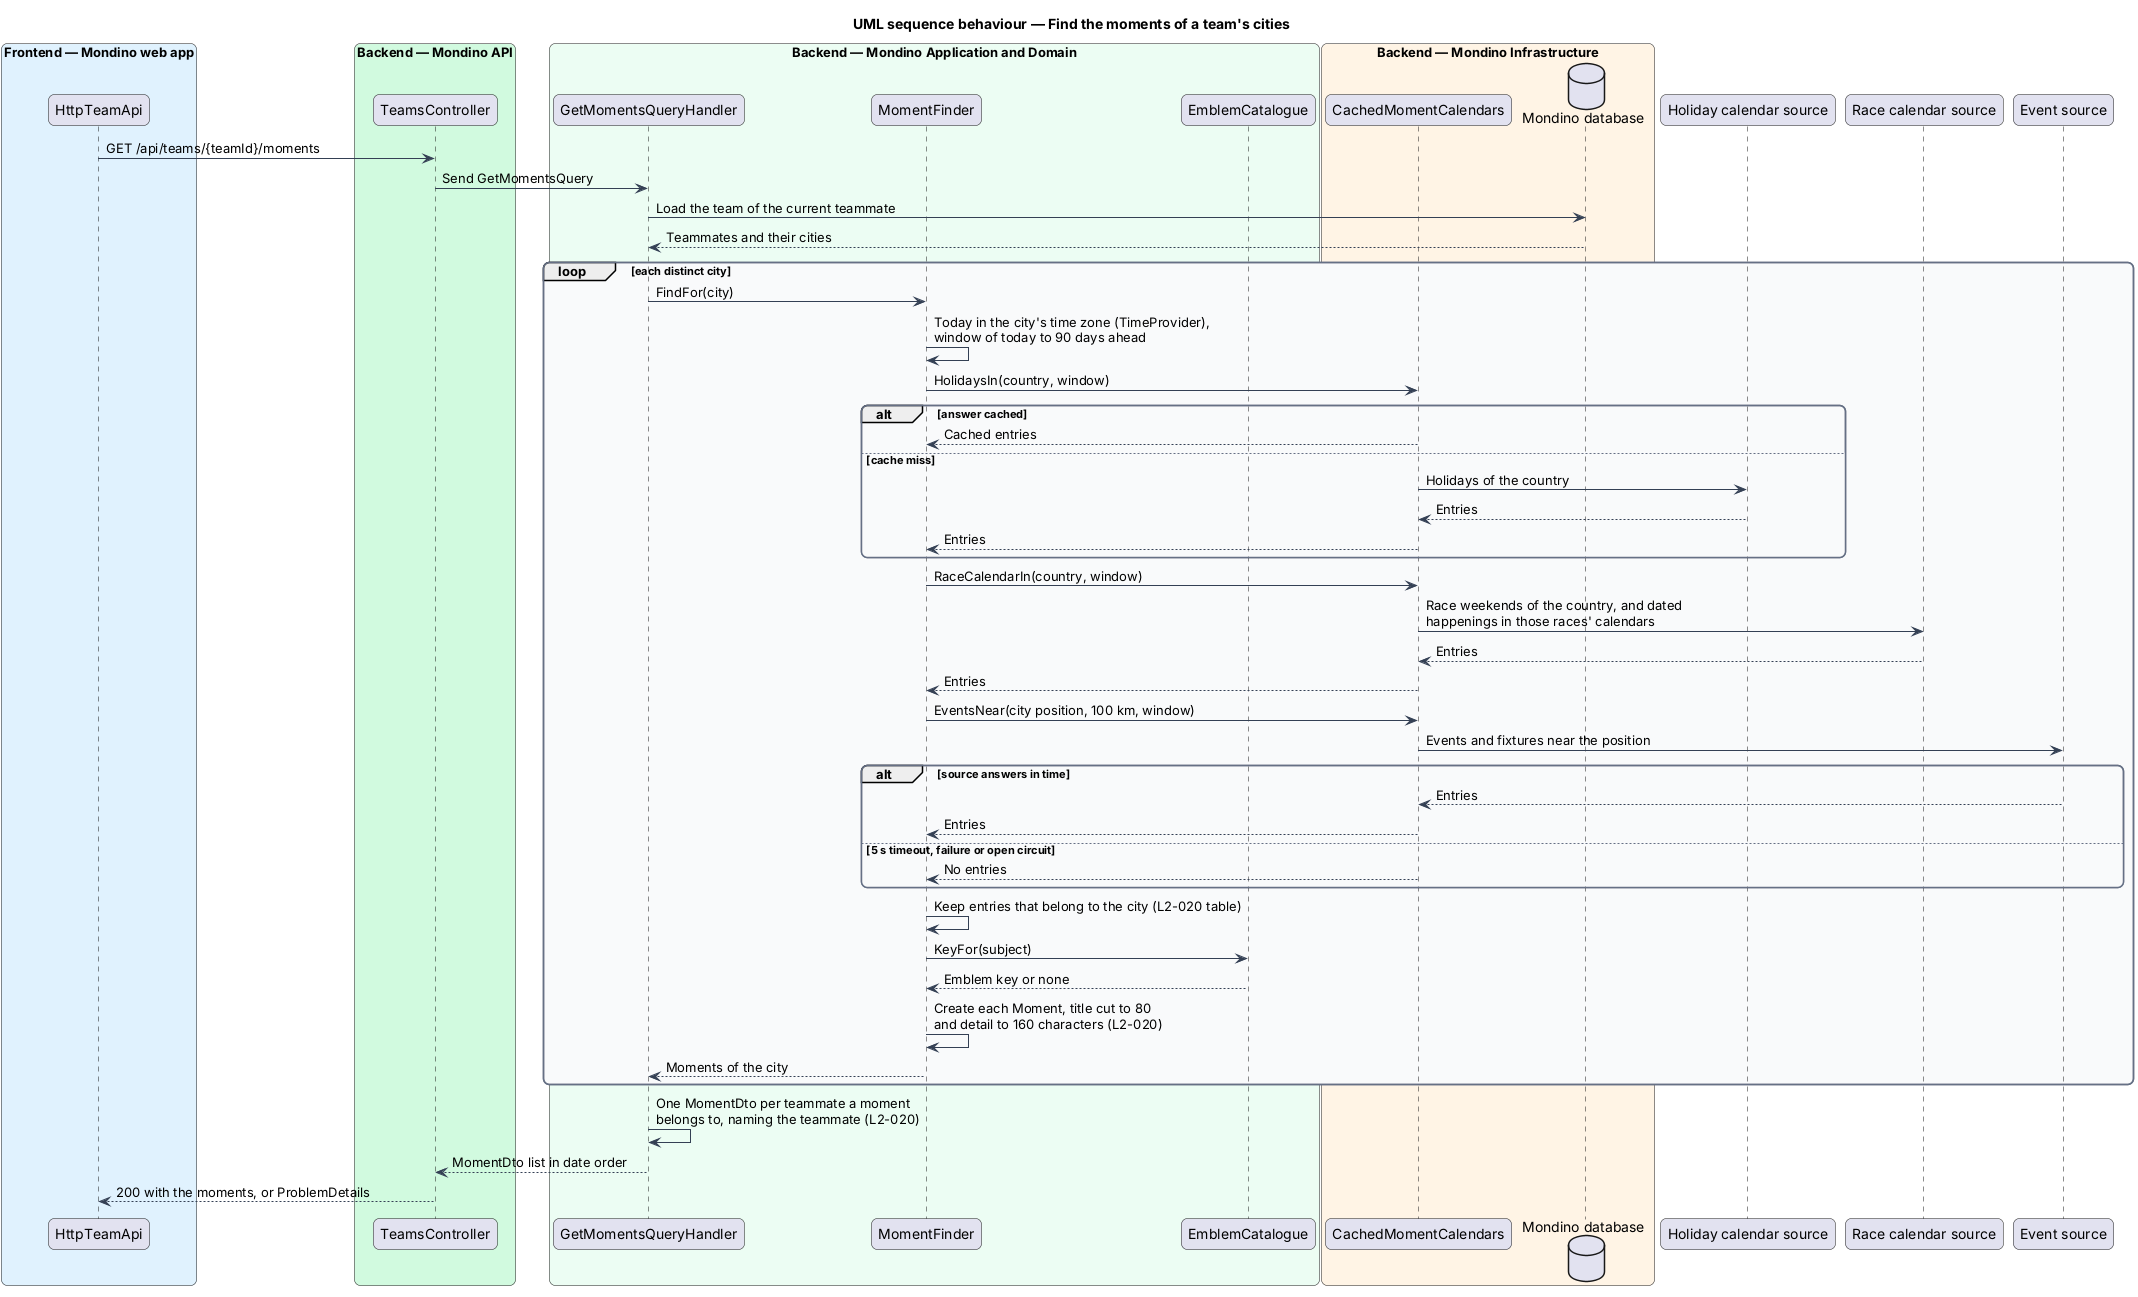 UML sequence behaviour — Find the moments of a team's cities
Frontend — Mondino web app
Backend — Mondino API
Backend — Mondino Application and Domain
Backend — Mondino Infrastructure
HttpTeamApi
TeamsController
GetMomentsQueryHandler
MomentFinder
EmblemCatalogue
CachedMomentCalendars
Mondino database
Holiday calendar source
Race calendar source
Event source
GET /api/teams/{teamId}/moments
Send GetMomentsQuery
Load the team of the current teammate
Teammates and their cities
loop
[each distinct city]
FindFor(city)
Today in the city's time zone (TimeProvider),
window of today to 90 days ahead
HolidaysIn(country, window)
alt
[answer cached]
Cached entries
[cache miss]
Holidays of the country
Entries
Entries
RaceCalendarIn(country, window)
Race weekends of the country, and dated
happenings in those races' calendars
Entries
Entries
EventsNear(city position, 100 km, window)
Events and fixtures near the position
alt
[source answers in time]
Entries
Entries
[5 s timeout, failure or open circuit]
No entries
Keep entries that belong to the city (L2-020 table)
KeyFor(subject)
Emblem key or none
Create each Moment, title cut to 80
and detail to 160 characters (L2-020)
Moments of the city
One MomentDto per teammate a moment
belongs to, naming the teammate (L2-020)
MomentDto list in date order
200 with the moments, or ProblemDetails
HttpTeamApi
TeamsController
GetMomentsQueryHandler
MomentFinder
EmblemCatalogue
CachedMomentCalendars
Mondino database
Holiday calendar source
Race calendar source
Event source